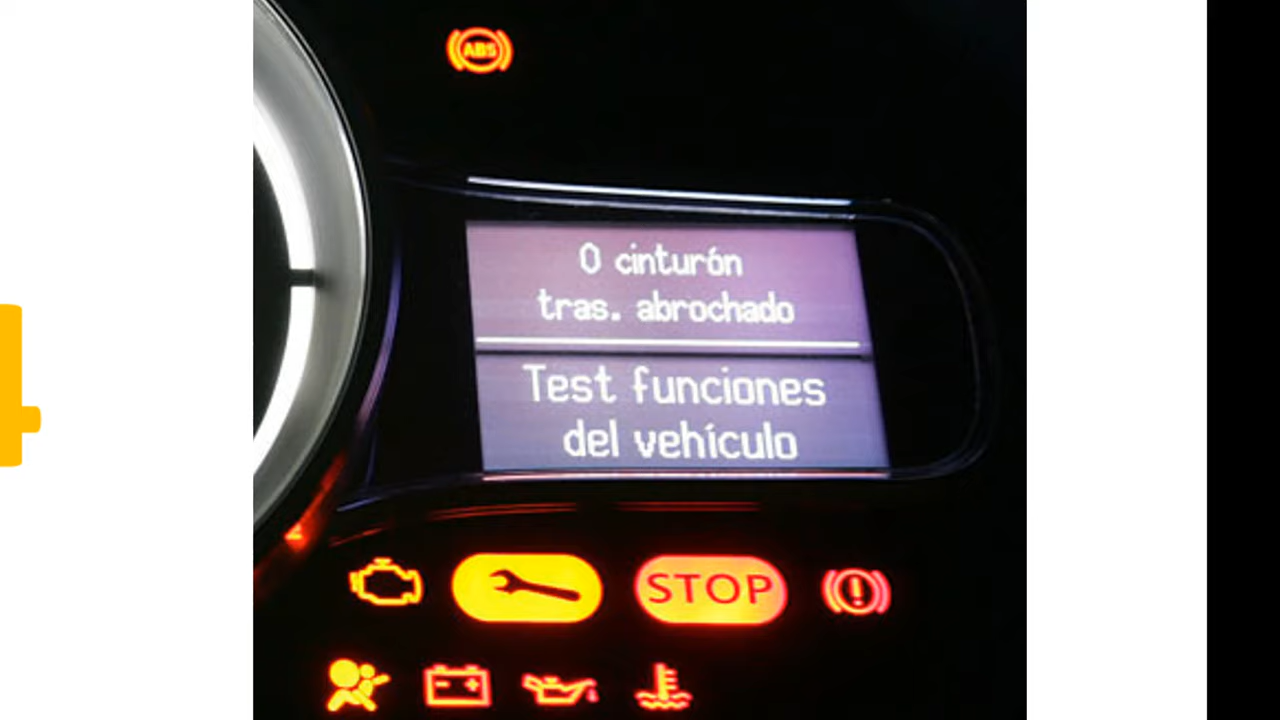 ABS
0 cinturón
tras. abrochado
Test funciones
del vehículo
STOP